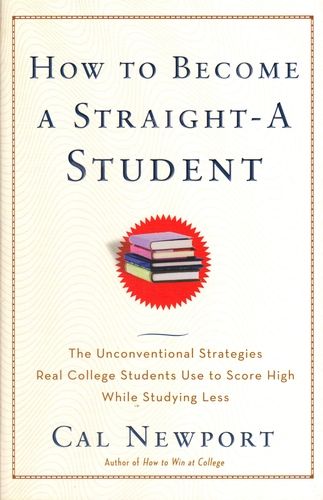 HOW TO BECOME
A STRAIGHT-A
STUDENT
The Unconventional Strategies
Real College Students Use to Score High
While Studying Less
CAL NEWPORT
Author of How to Win at College